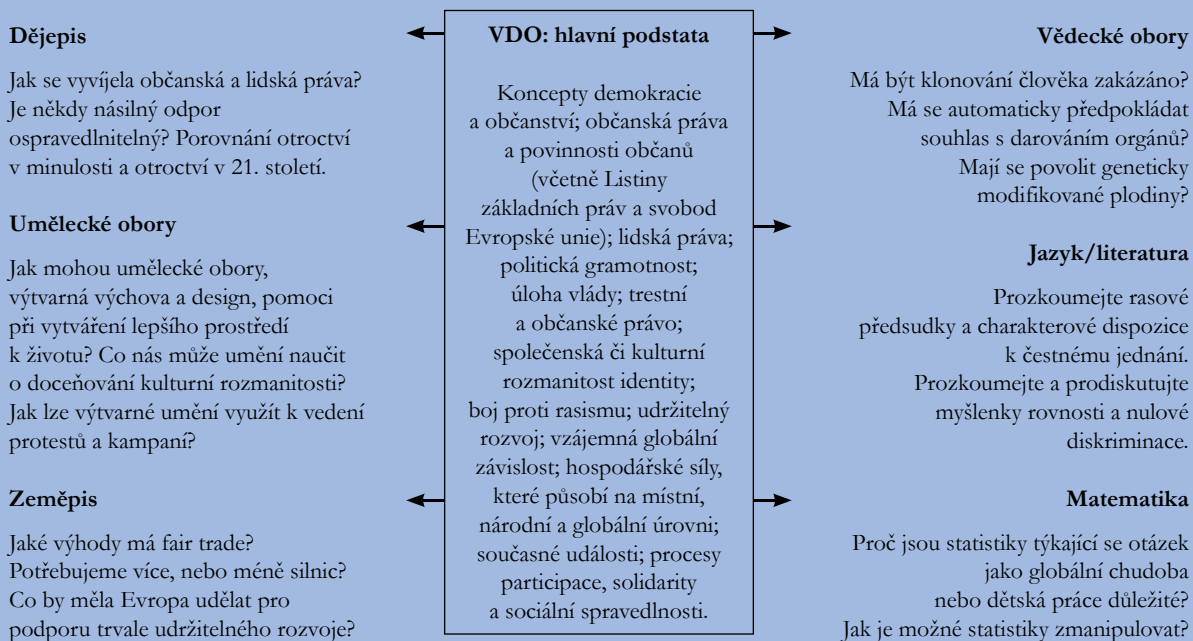 Dějepis
Jak se vyvíjela občanská a lidská práva?
Je někdy násilný odpor
ospravedlnitelný? Porovnání otroctví
v minulosti a otroctví v 21. století.
Umělecké obory
Jak mohou umělecké obory,
výtvarná výchova a design, pomoci
při vytváření lepšího prostředí
k životu? Co nás může umění naučit
o doceňování kulturní rozmanitosti?
Jak lze výtvarné umění využít k vedení
protestů a kampaní?
Zeměpis
Jaké výhody má fair trade?
Potřebujeme více, nebo méně silnic?
Co by měla Evropa udělat pro
podporu trvale udržitelného rozvoje?
VDO: hlavní podstata
Koncepty demokracie
a občanství; občanská práva
a povinnosti občanů
(včetně Listiny
základních práv a svobod
Evropské unie); lidská práva;
politická gramotnost;
úloha vlády; trestní
a občanské právo;
společenská či kulturní
rozmanitost identity;
boj proti rasismu; udržitelný
rozvoj; vzájemná globální
závislost; hospodářské síly,
které působí na místní,
národní a globální úrovni;
současné události; procesy
participace, solidarity
a sociální spravedlnosti.
Vědecké obory
Má být klonování člověka zakázáno?
Má se automaticky předpokládat
souhlas s darováním orgánů?
Mají se povolit geneticky
modifikované plodiny?
Jazyk/literatura
Prozkoumejte rasové
předsudky a charakterové dispozice
k čestnému jednání.
Prozkoumejte a prodiskutujte
myšlenky rovnosti a nulové
diskriminace.
Matematika
Proč jsou statistiky týkající se otázek
jako globální chudoba
nebo dětská práce důležité?
Jak je možné statistiky zmanipulovat?